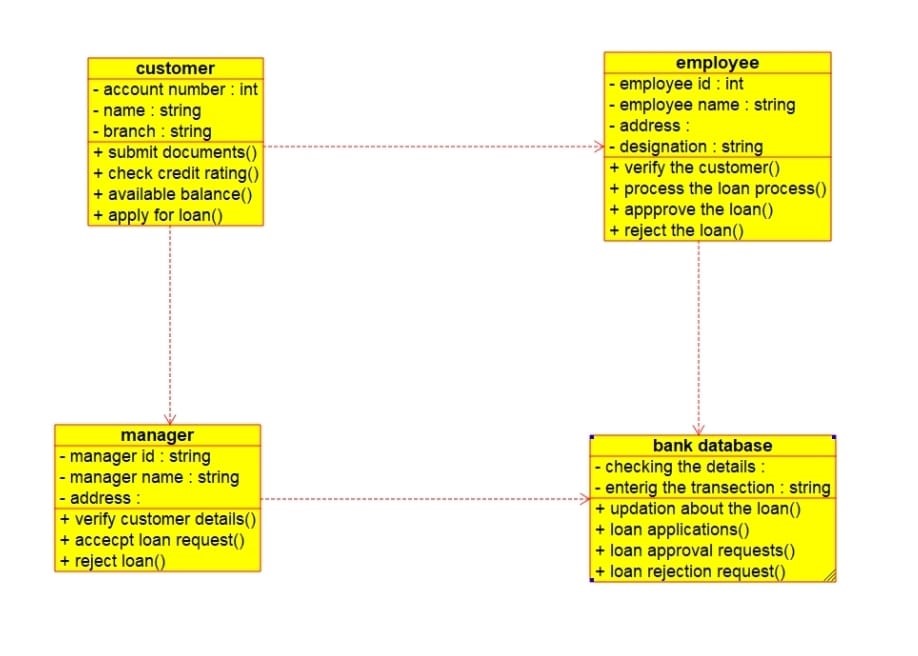 customer
- account number : int
- name : string
- branch : string
+ submit documents()
+ check credit rating()
+ available balance()
+ apply for loan()
employee
- employee id : int
- employee name : string
- address :
- designation : string
+ verify the customer()
+ process the loan process()
+ appprove the loan()
+ reject the loan()
manager
- manager id : string
- manager name : string
- address :
+ verify customer details()
+ accecpt loan request()
+ reject loan()
bank database
- checking the details :
- enterig the transection : string
+ updation about the loan()
+ loan applications()
+ loan approval requests()
+ loan rejection request()